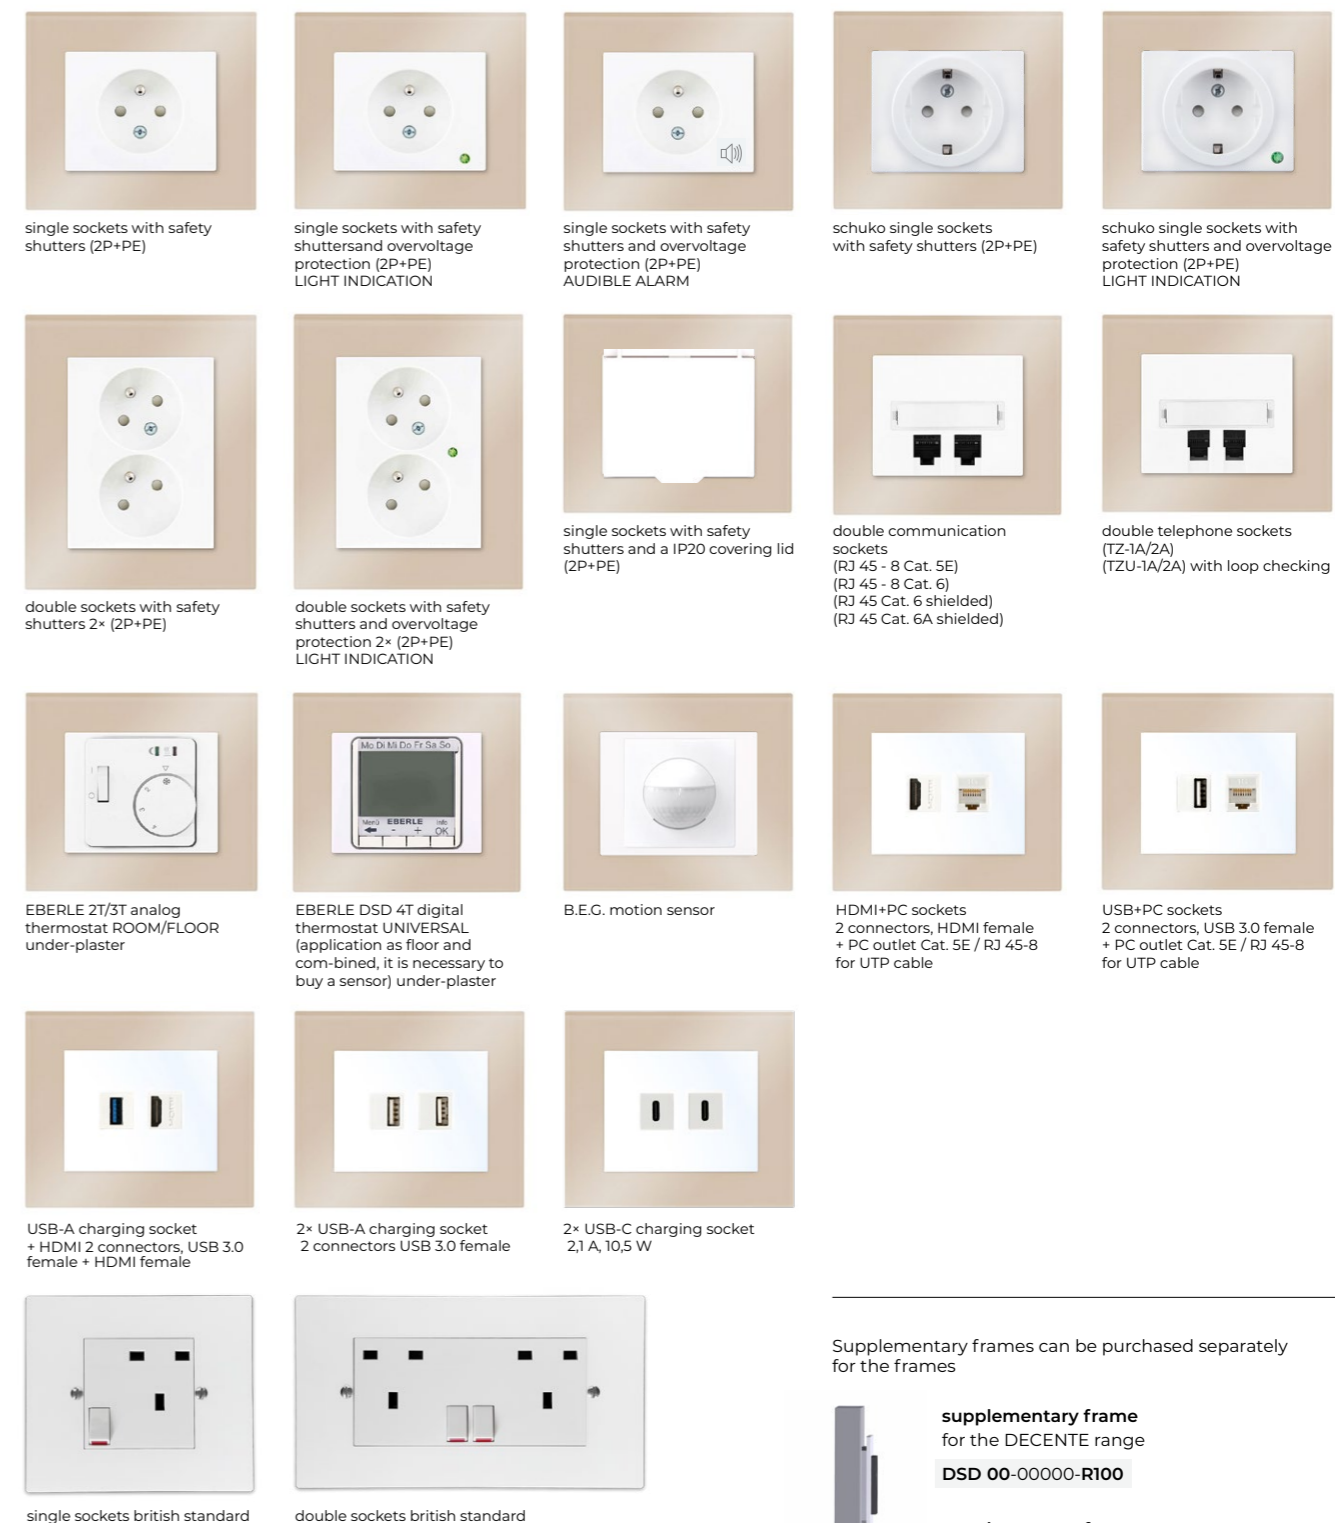 single sockets with safety
shutters (2P+PE)
single sockets with safety
shuttersand overvoltage
protection (2P+PE)
LIGHT INDICATION
single sockets with safety
shutters and overvoltage
protection (2P+PE)
AUDIBLE ALARM
schuko single sockets
with safety shutters (2P+PE)
schuko single sockets with
safety shutters and overvoltage
protection (2P+PE)
LIGHT INDICATION
double sockets with safety
shutters 2× (2P+PE)
double sockets with safety
shutters and overvoltage
protection 2× (2P+PE)
LIGHT INDICATION
single sockets with safety
shutters and a IP20 covering lid
(2P+PE)
double communication
sockets
(RJ 45 - 8 Cat. 5E)
(RJ 45 - 8 Cat. 6)
(RJ 45 Cat. 6 shielded)
(RJ 45 Cat. 6A shielded)
double telephone sockets
(TZ-1A/2A)
(TZU-1A/2A) with loop checking
Mo Di Mi Do Fr Sa So
Menü EBERLE Info
- + OK
EBERLE 2T/3T analog
thermostat ROOM/FLOOR
under-plaster
EBERLE DSD 4T digital
thermostat UNIVERSAL
(application as floor and
com-bined, it is necessary to
buy a sensor) under-plaster
B.E.G. motion sensor
HDMI
HDMI+PC sockets
2 connectors, HDMI female
+ PC outlet Cat. 5E / RJ 45-8
for UTP cable
USB+PC sockets
2 connectors, USB 3.0 female
+ PC outlet Cat. 5E / RJ 45-8
for UTP cable
HDMI
USB-A charging socket
+ HDMI 2 connectors, USB 3.0
female + HDMI female
2× USB-A charging socket
2 connectors USB 3.0 female
2× USB-C charging socket
2,1 A, 10,5 W
single sockets british standard
double sockets british standard
Supplementary frames can be purchased separately
for the frames
supplementary frame
for the DECENTE range
DSD 00-00000-R100